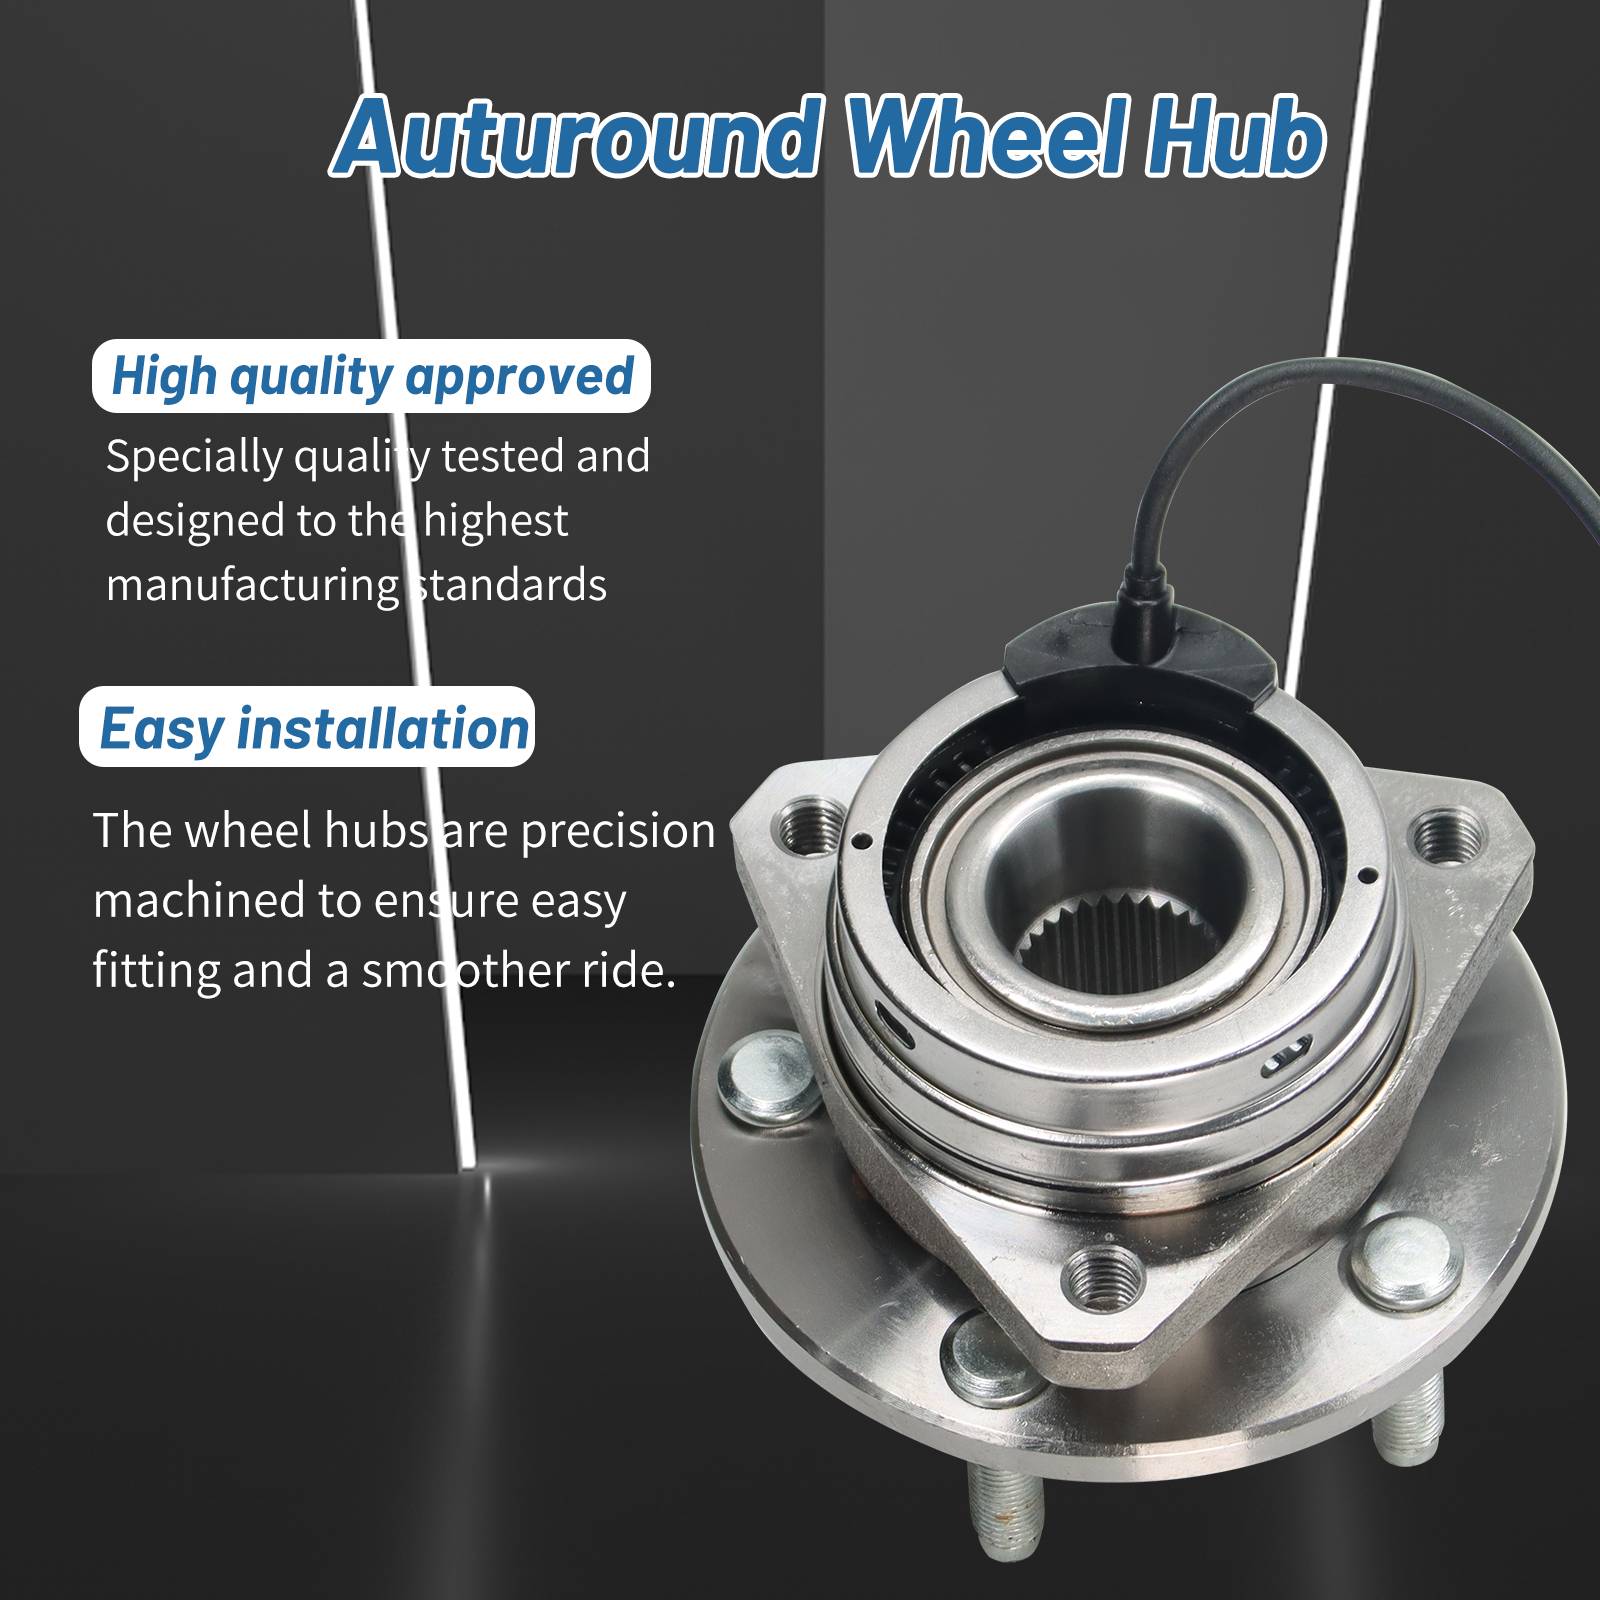 Auturound Wheel Hub
High quality approved
Specially quality tested and
designed to the highest
manufacturing standards
Easy installation
The wheel hubs are precision
machined to ensure easy
fitting and a smoother ride.